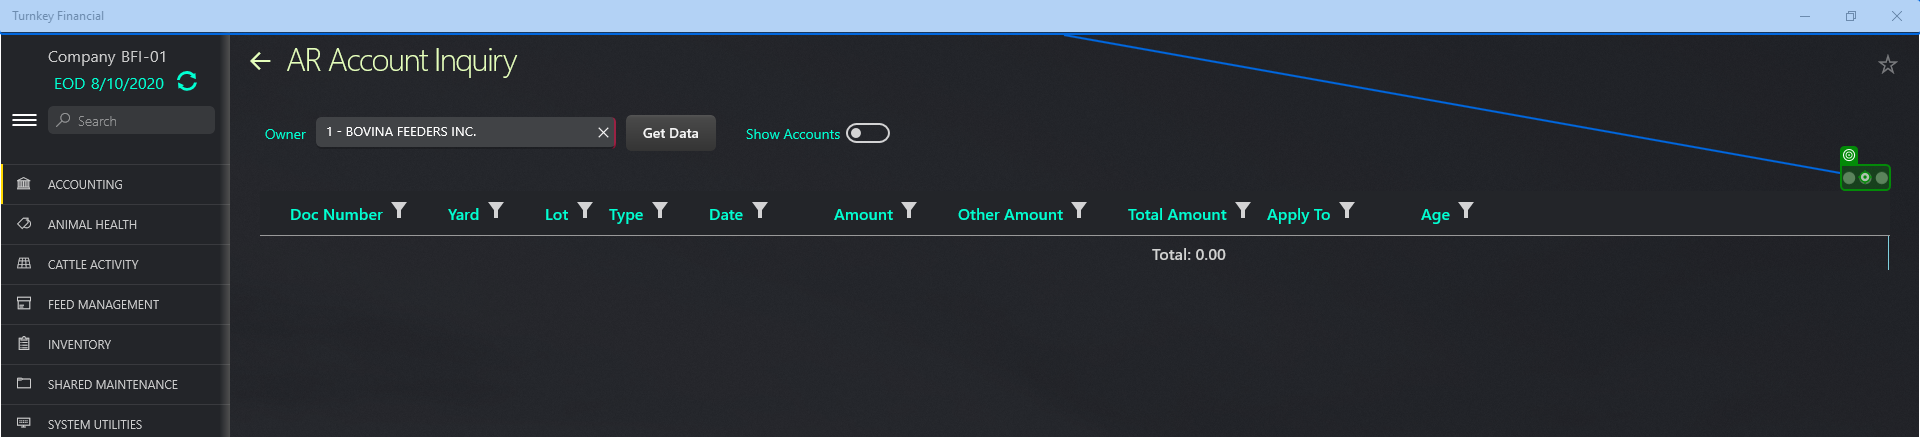 Turnkey Financial
Company BFI-01
EOD 8/10/2020
Search
ACCOUNTING
ANIMAL HEALTH
CATTLE ACTIVITY
FEED MANAGEMENT
INVENTORY
SHARED MAINTENANCE
SYSTEM UTILITIES
AR Account Inquiry
Owner 1 - BOVINA FEEDERS INC. Get Data Show Accounts
Doc Number Yard Lot Type Date Amount Other Amount Total Amount Apply To Age
Total: 0.00